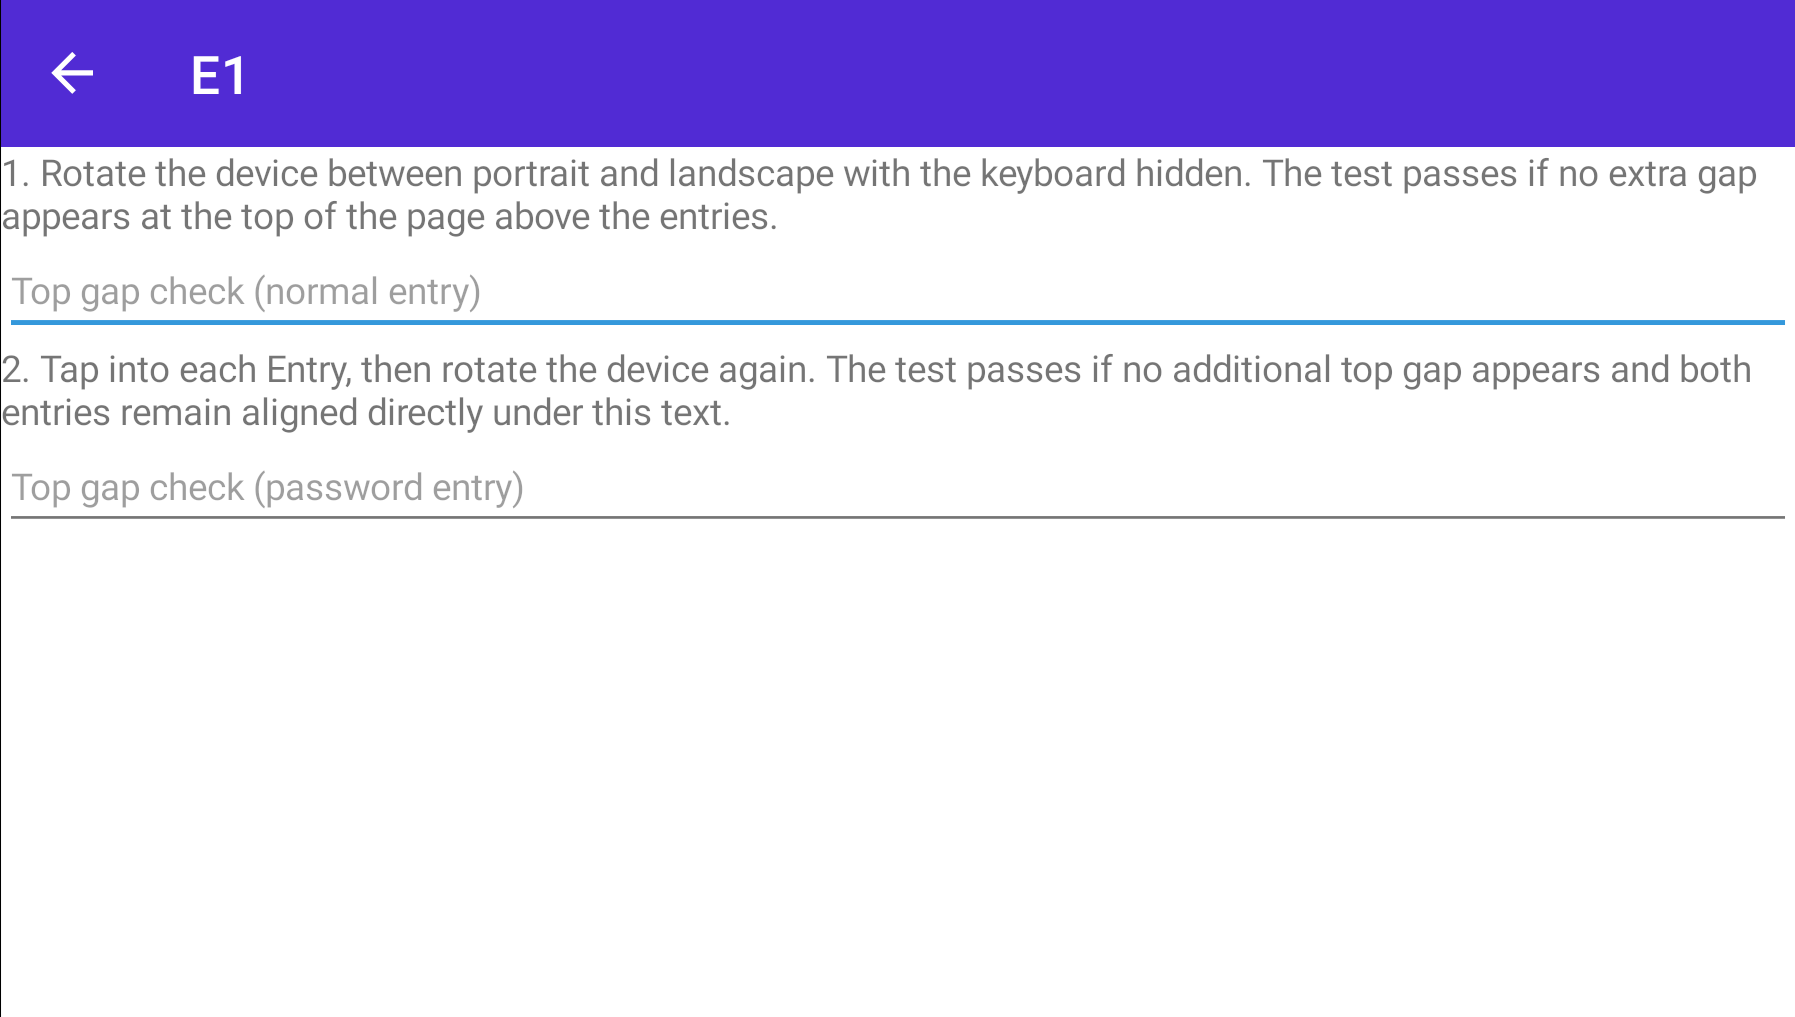 E1
1. Rotate the device between portrait and landscape with the keyboard hidden. The test passes if no extra gap
appears at the top of the page above the entries.
Top gap check (normal entry)
2. Tap into each Entry, then rotate the device again. The test passes if no additional top gap appears and both
entries remain aligned directly under this text.
Top gap check (password entry)